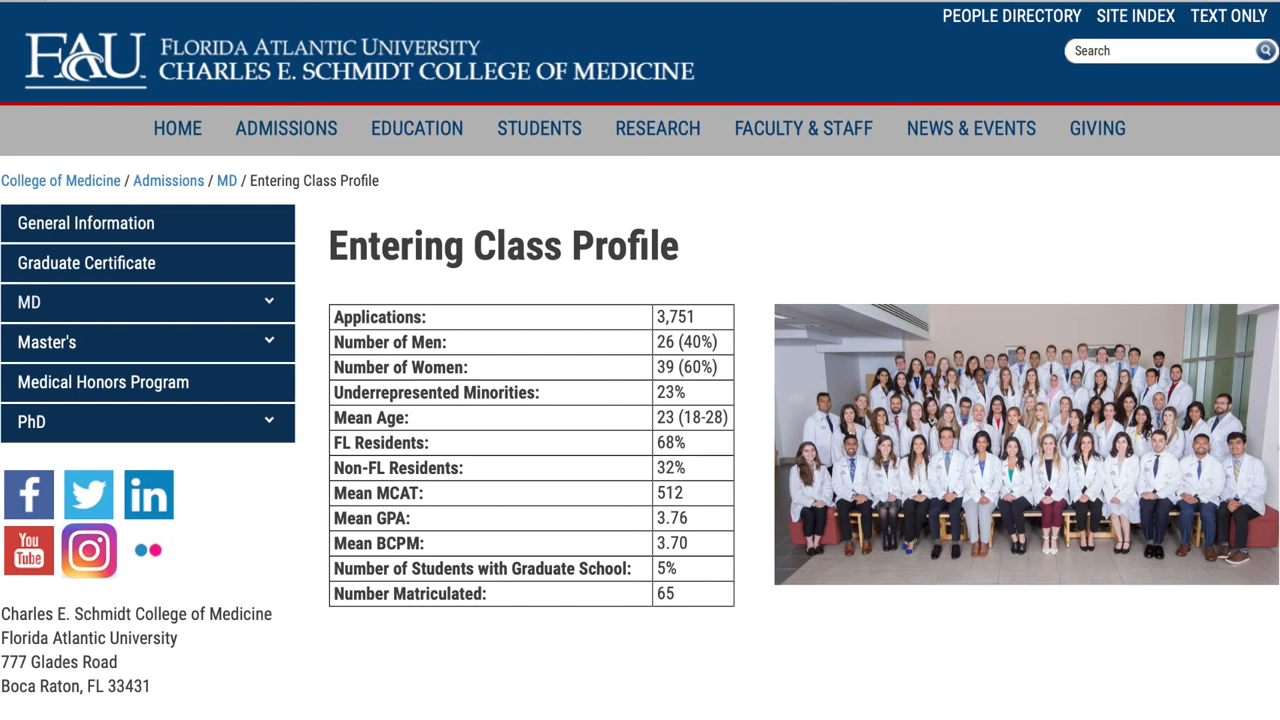 PEOPLE DIRECTORY SITE INDEX TEXT ONLY
FAU FLORIDA ATLANTIC UNIVERSITY
CHARLES E. SCHMIDT COLLEGE OF MEDICINE
Search
HOME ADMISSIONS EDUCATION STUDENTS RESEARCH FACULTY & STAFF NEWS & EVENTS GIVING
College of Medicine / Admissions / MD / Entering Class Profile
General Information
Graduate Certificate
MD
Master's
Medical Honors Program
PhD
You
Tube
Charles E. Schmidt College of Medicine
Florida Atlantic University
777 Glades Road
Boca Raton, FL 33431
Entering Class Profile
Applications: 3,751
Number of Men: 26 (40%)
Number of Women: 39 (60%)
Underrepresented Minorities: 23%
Mean Age: 23 (18-28)
FL Residents: 68%
Non-FL Residents: 32%
Mean MCAT: 512
Mean GPA: 3.76
Mean BCPM: 3.70
Number of Students with Graduate School: 5%
Number Matriculated: 65